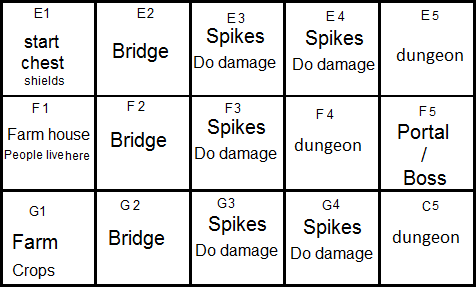 E1
start
chest
shields
E2
Bridge
E3
Spikes
Do damage
E4
Spikes
Do damage
E5
dungeon
F1
Farm house
People live here
F2
Bridge
F3
Spikes
Do damage
F4
dungeon
F5
Portal
/
Boss
G1
Farm
Crops
G2
Bridge
G3
Spikes
Do damage
G4
Spikes
Do damage
C5
dungeon